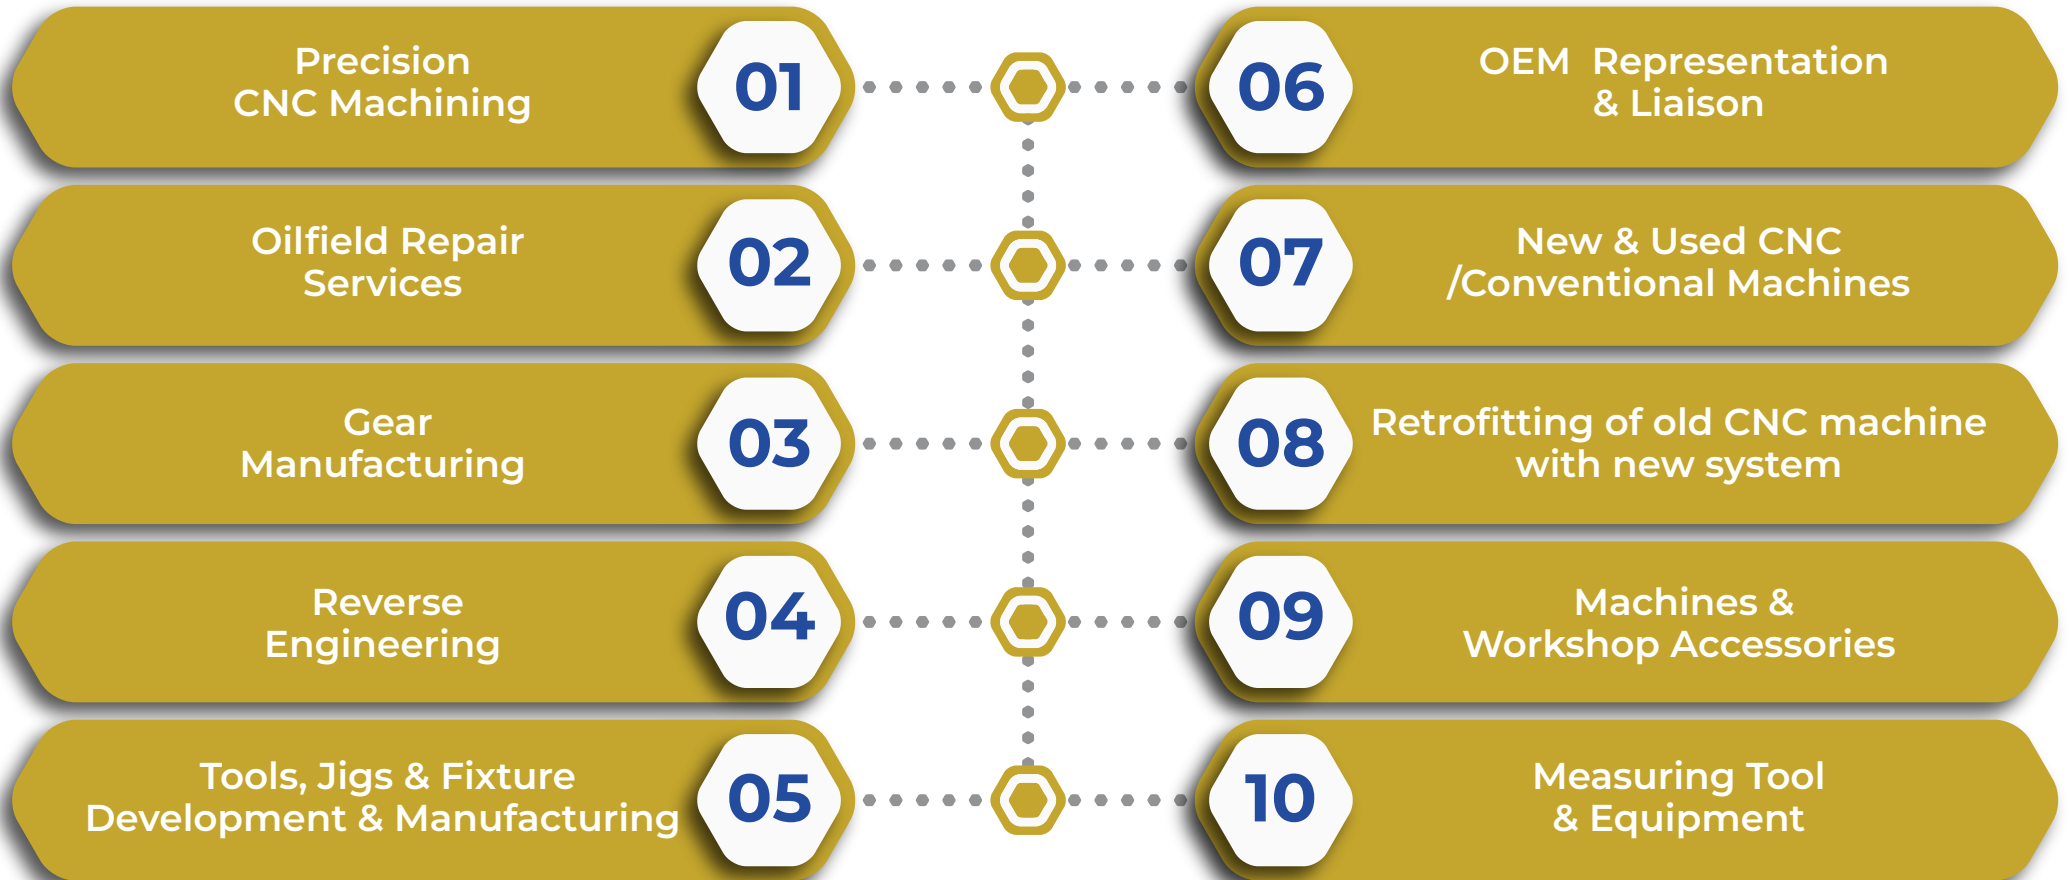 Precision
CNC Machining
01
Oilfield Repair
Services
02
Gear
Manufacturing
03
Reverse
Engineering
04
Tools, Jigs & Fixture
Development & Manufacturing
05
06
OEM  Representation
& Liaison
07
New & Used CNC
/Conventional Machines
08
Retrofitting of old CNC machine
with new system
09
Machines &
Workshop Accessories
10
Measuring Tool
& Equipment